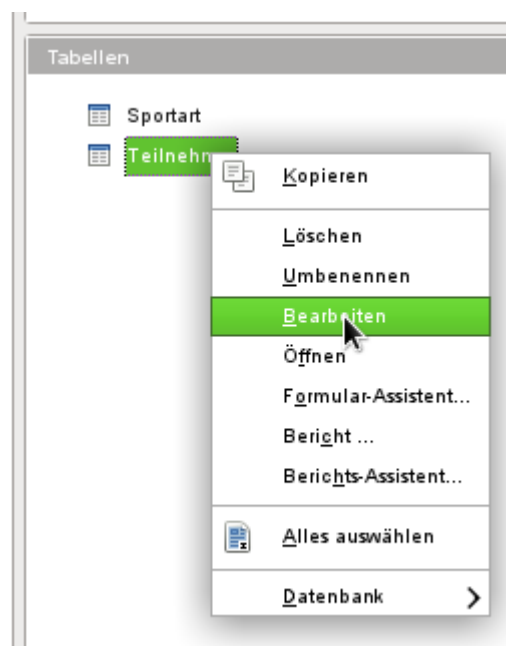 Tabellen
Sportart
Teilnehm
Kopieren
Löschen
Umbenennen
Bearbeiten
Öffnen
Formular-Assistent...
Bericht ...
Berichts-Assistent...
Alles auswählen
Datenbank